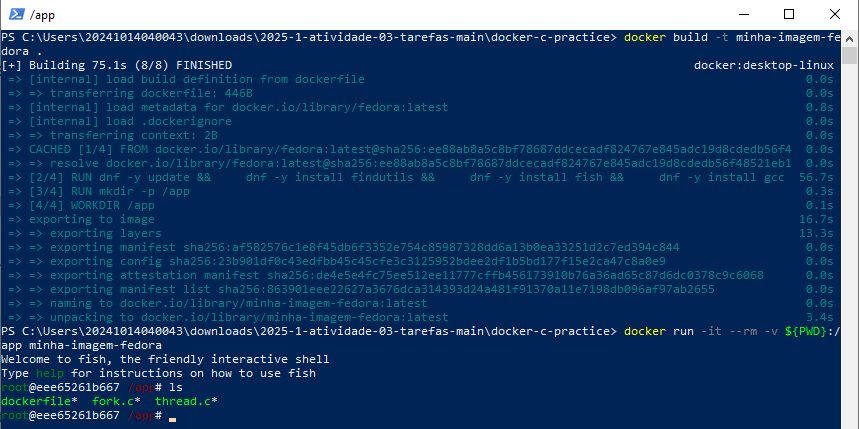 /app
PS C:\Users\20241014040043\downloads\2025-1-atividade-03-tarefas-main\docker-c-practice> docker build -t minha-imagem-fe
dora .
[+] Building 75.1s (8/8) FINISHED docker:desktop-linux
=> [internal] load build definition from dockerfile 0.0s
=> => transferring dockerfile: 446B 0.0s
=> [internal] load metadata for docker.io/library/fedora:latest 0.8s
=> [internal] load .dockerignore 0.0s
=> => transferring context: 2B 0.0s
=> CACHED [1/4] FROM docker.io/library/fedora:latest@sha256:ee88ab8a5c8bf78687ddcecadf824767e845adc19d8cdedb56f4 0.0s
=> => resolve docker.io/library/fedora:latest@sha256:ee88ab8a5c8bf78687ddcecadf824767e845adc19d8cdedb56f48521eb1 0.0s
=> [2/4] RUN dnf -y update && dnf -y install findutils && dnf -y install fish && dnf -y install gcc 56.7s
=> [3/4] RUN mkdir -p /app 0.3s
=> [4/4] WORKDIR /app 0.1s
=> exporting to image 16.7s
=> => exporting layers 13.3s
=> => exporting manifest sha256:af582576c1e8f45db6f3352e754c85987328dd6a13b0ea33251d2c7ed394c844 0.0s
=> => exporting config sha256:23b901df0c43edfbb45c45cfe3c3125952bdee2df1b5bd177f15e2ca47c8a0e9 0.0s
=> => exporting attestation manifest sha256:de4e5e4fc75ee512ee11777cffb456173910b76a36ad65c87d6dc0378c9c6068 0.0s
=> => exporting manifest list sha256:863901eee22627a3676dca314393d24a481f91370a11e7198db096af97ab2655 0.0s
=> => naming to docker.io/library/minha-imagem-fedora:latest 0.0s
=> => unpacking to docker.io/library/minha-imagem-fedora:latest 3.4s
PS C:\Users\20241014040043\downloads\2025-1-atividade-03-tarefas-main\docker-c-practice> docker run -it --rm -v ${PWD}:/
app minha-imagem-fedora
Welcome to fish, the friendly interactive shell
Type help for instructions on how to use fish
root@eee65261b667 /app# ls
dockerfile* fork.c* thread.c*
root@eee65261b667 /app#